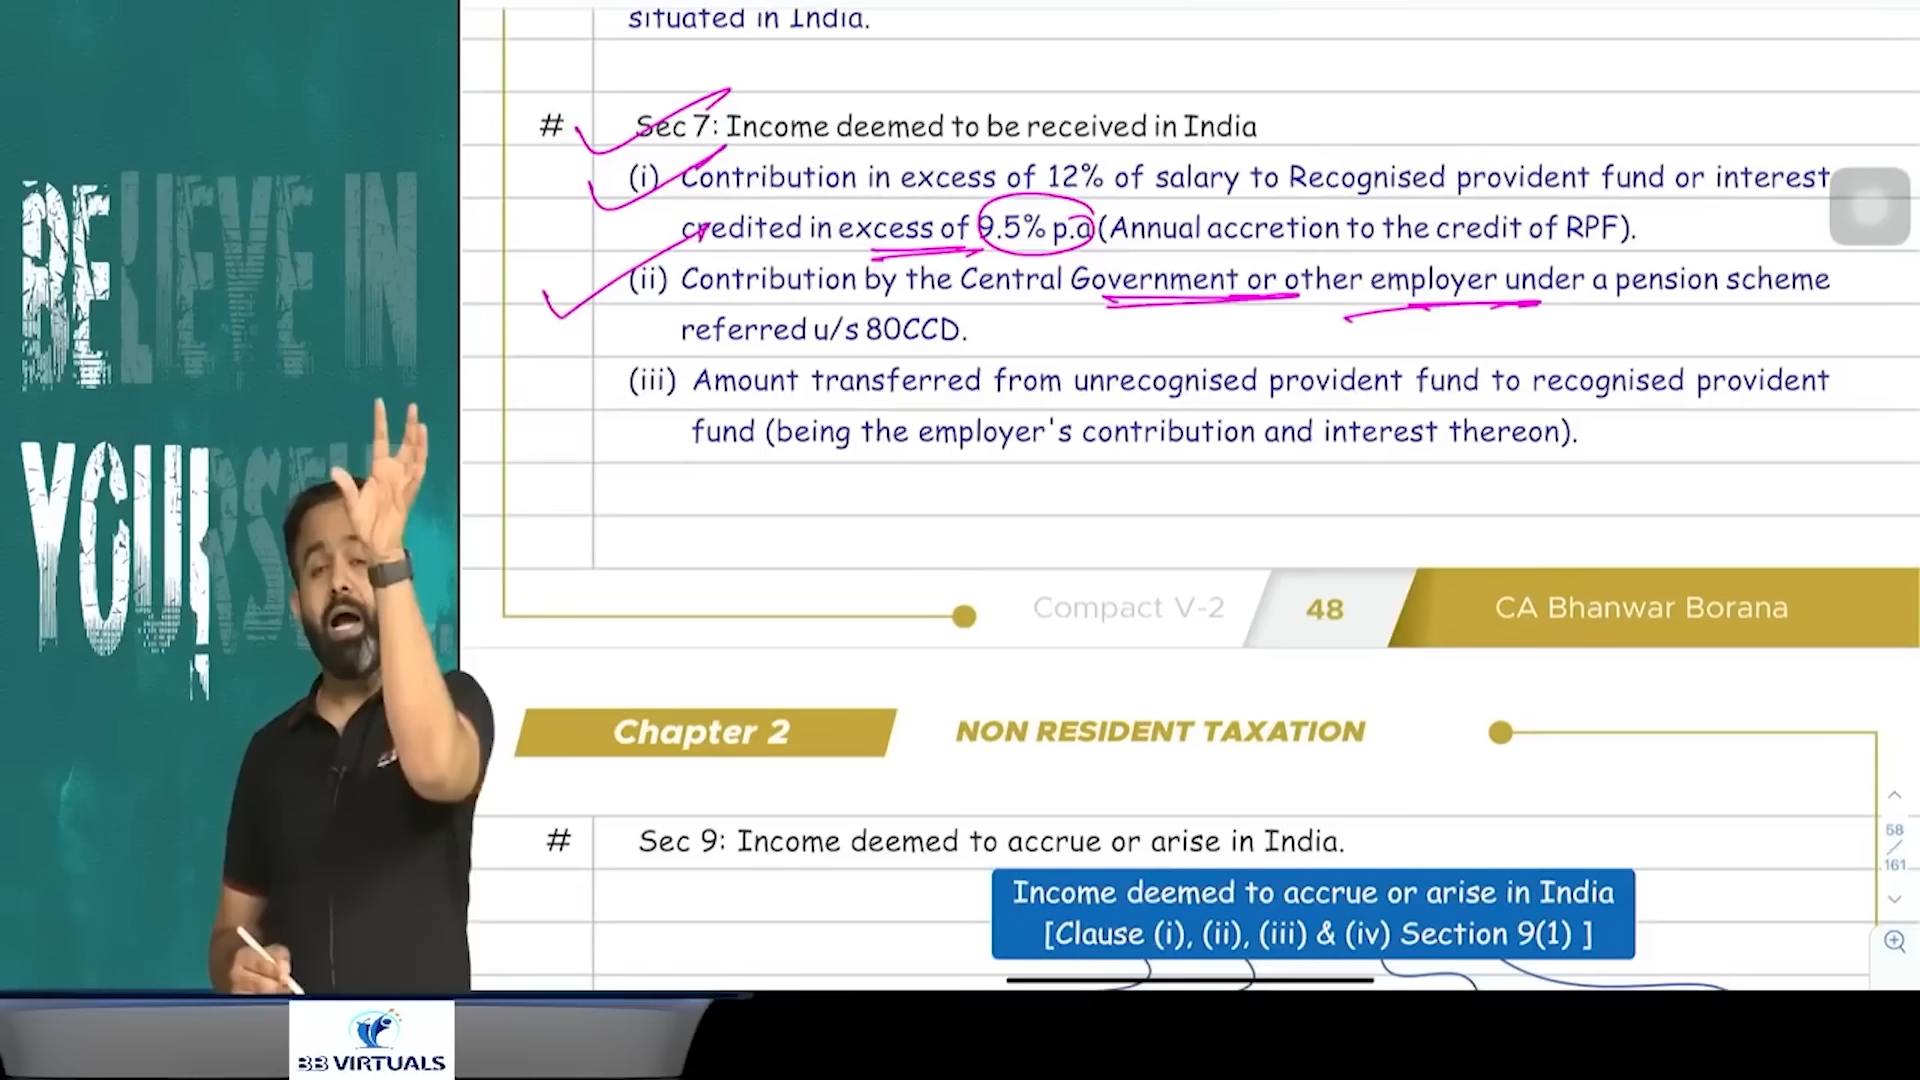 BELIEVE IN
YOURSELF.
situated in India.
# Sec 7: Income deemed to be received in India
(i) Contribution in excess of 12% of salary to Recognised provident fund or interest
credited in excess of 9.5% p.a (Annual accretion to the credit of RPF).
(ii) Contribution by the Central Government or other employer under a pension scheme
referred u/s 80CCD.
(iii) Amount transferred from unrecognised provident fund to recognised provident
fund (being the employer's contribution and interest thereon).
Compact V-2 48 CA Bhanwar Borana
Chapter 2 NON RESIDENT TAXATION
# Sec 9: Income deemed to accrue or arise in India.
58
/
161
Income deemed to accrue or arise in India
[Clause (i), (ii), (iii) & (iv) Section 9(1) ]
BB VIRTUALS